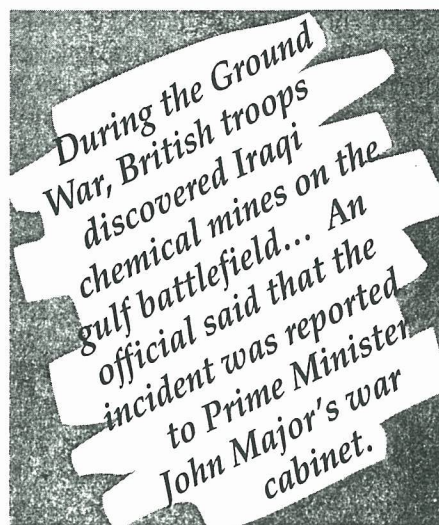 During the Ground
War, British troops
discovered Iraqi
chemical mines on the
gulf battlefield... An
official said that the
incident was reported
to Prime Minister
John Major's war
cabinet.